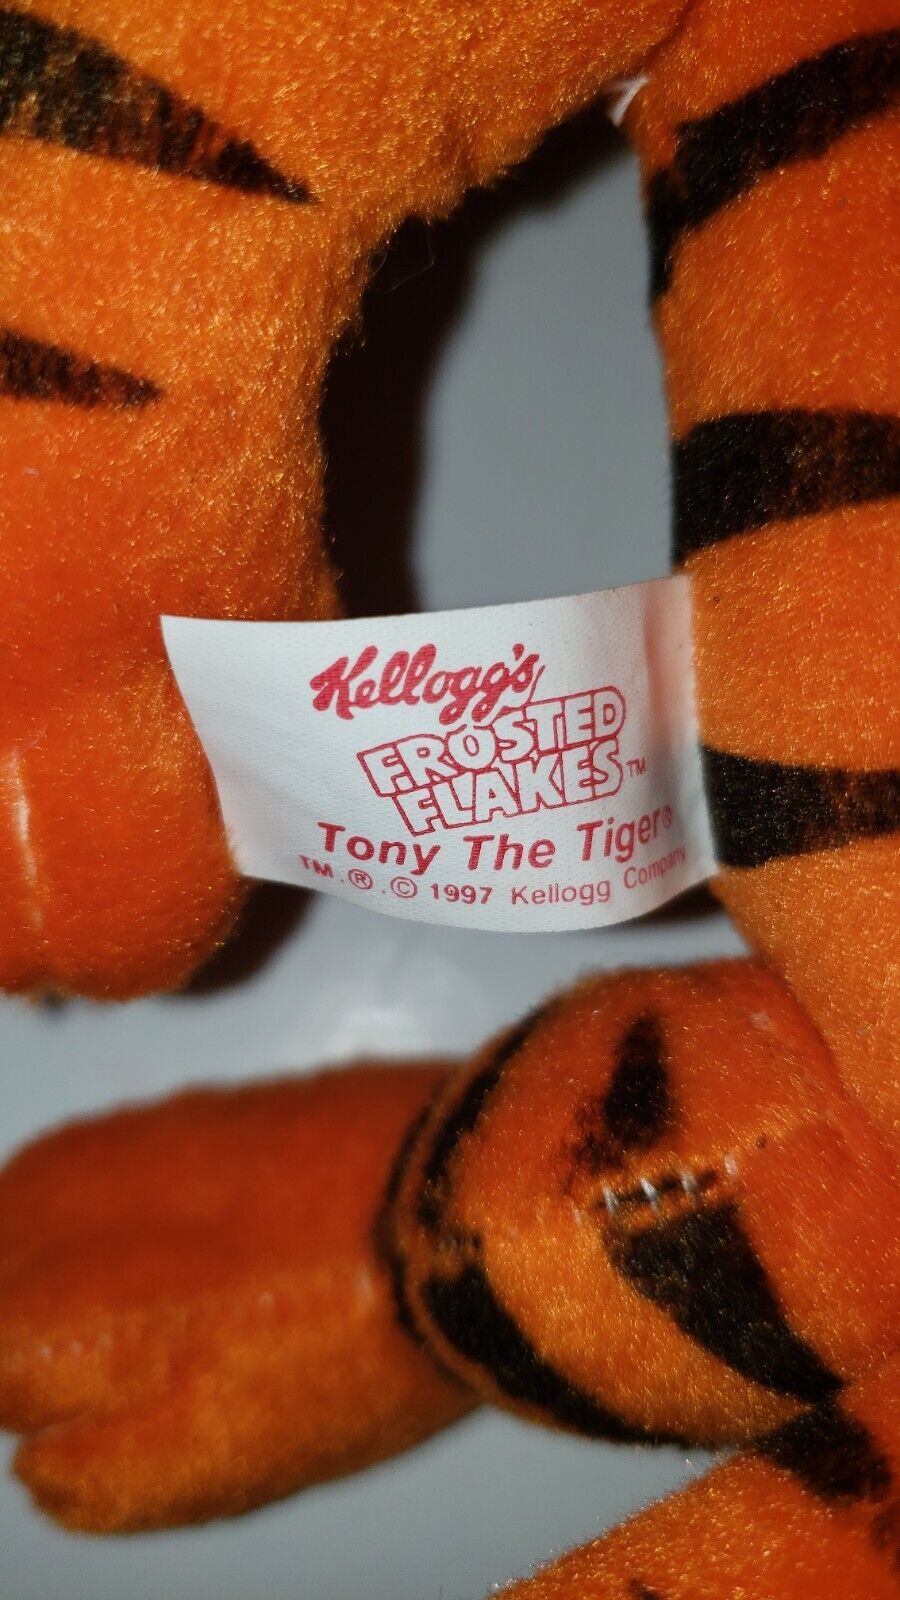 Kellogg's
FROSTED
FLAKES™
Tony The Tiger®
TM.®.© 1997 Kellogg Company